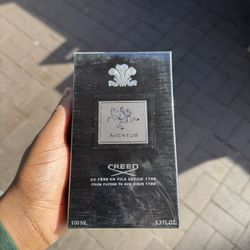 AVENTUS
CREED
DE PÈRE EN FILS DEPUIS 1760
FROM FATHER TO SON SINCE 1760
100 ML 3.3 FL.OZ.